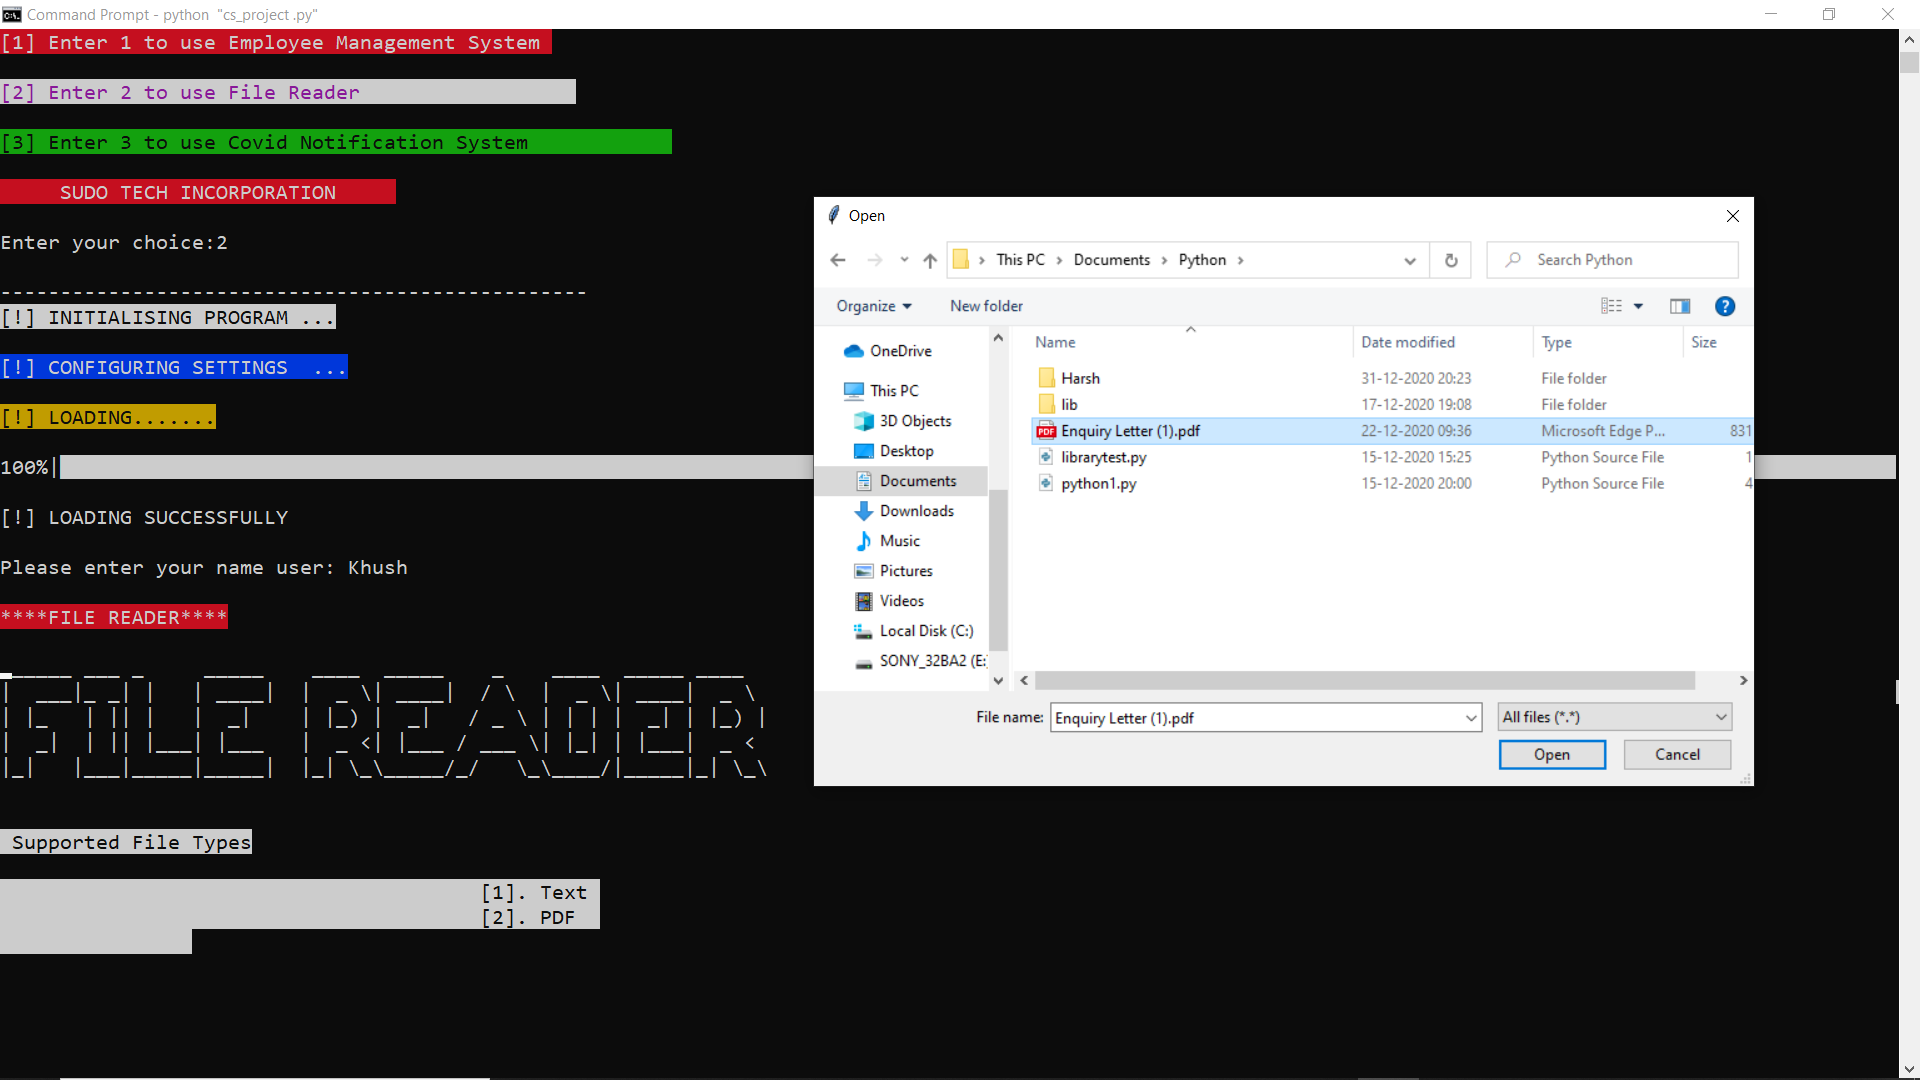 Command Prompt - python "cs_project .py"
[1] Enter 1 to use Employee Management System
[2] Enter 2 to use File Reader
[3] Enter 3 to use Covid Notification System
SUDO TECH INCORPORATION
Enter your choice:2
-------------------------------------------------
[!] INITIALISING PROGRAM ...
[!] CONFIGURING SETTINGS  ...
[!] LOADING.......
100%|
[!] LOADING SUCCESSFULLY
Please enter your name user: Khush
****FILE READER****
FILE READER
Supported File Types
[1]. Text
[2]. PDF
Open
This PC > Documents > Python >
Search Python
Organize
New folder
OneDrive
This PC
3D Objects
Desktop
Documents
Downloads
Music
Pictures
Videos
Local Disk (C:)
SONY_32BA2 (E:
Name Date modified Type Size
Harsh 31-12-2020 20:23 File folder
lib 17-12-2020 19:08 File folder
PDF Enquiry Letter (1).pdf 22-12-2020 09:36 Microsoft Edge P... 831
librarytest.py 15-12-2020 15:25 Python Source File 1
python1.py 15-12-2020 20:00 Python Source File 4
File name: Enquiry Letter (1).pdf All files (*.*)
Open Cancel